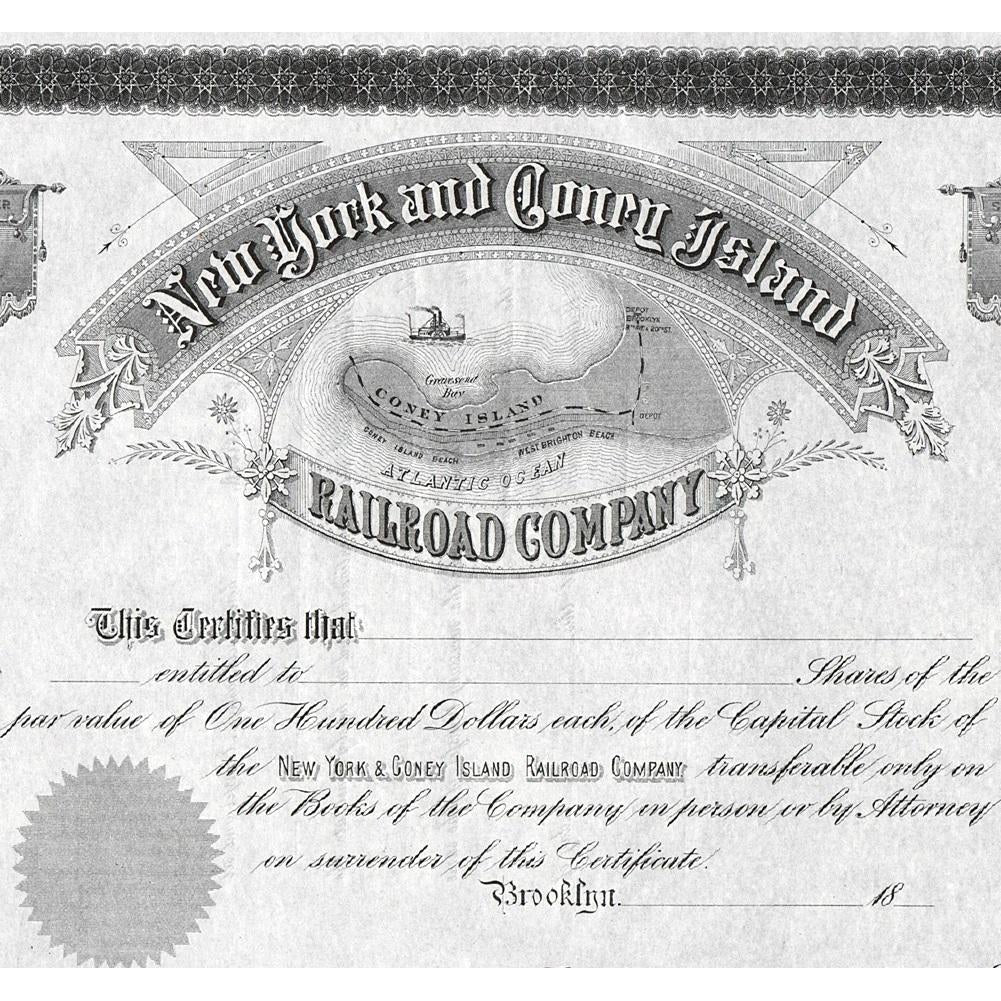 ER
New York and Coney Island
DEPOT
BROOKLYN
Gravesend
Bay
CONEY ISLAND
DEPOT
CONEY ISLAND BEACH
WEST BRIGHTON BEACH
ATLANTIC OCEAN
RAILROAD COMPANY
This Certifies that
entitled to Shares of the
par value of One Hundred Dollars each, of the Capital Stock of
the NEW YORK & CONEY ISLAND RAILROAD COMPANY transferable only on
the Books of the Company in person or by Attorney
on surrender of this Certificate.
Brooklyn. 18